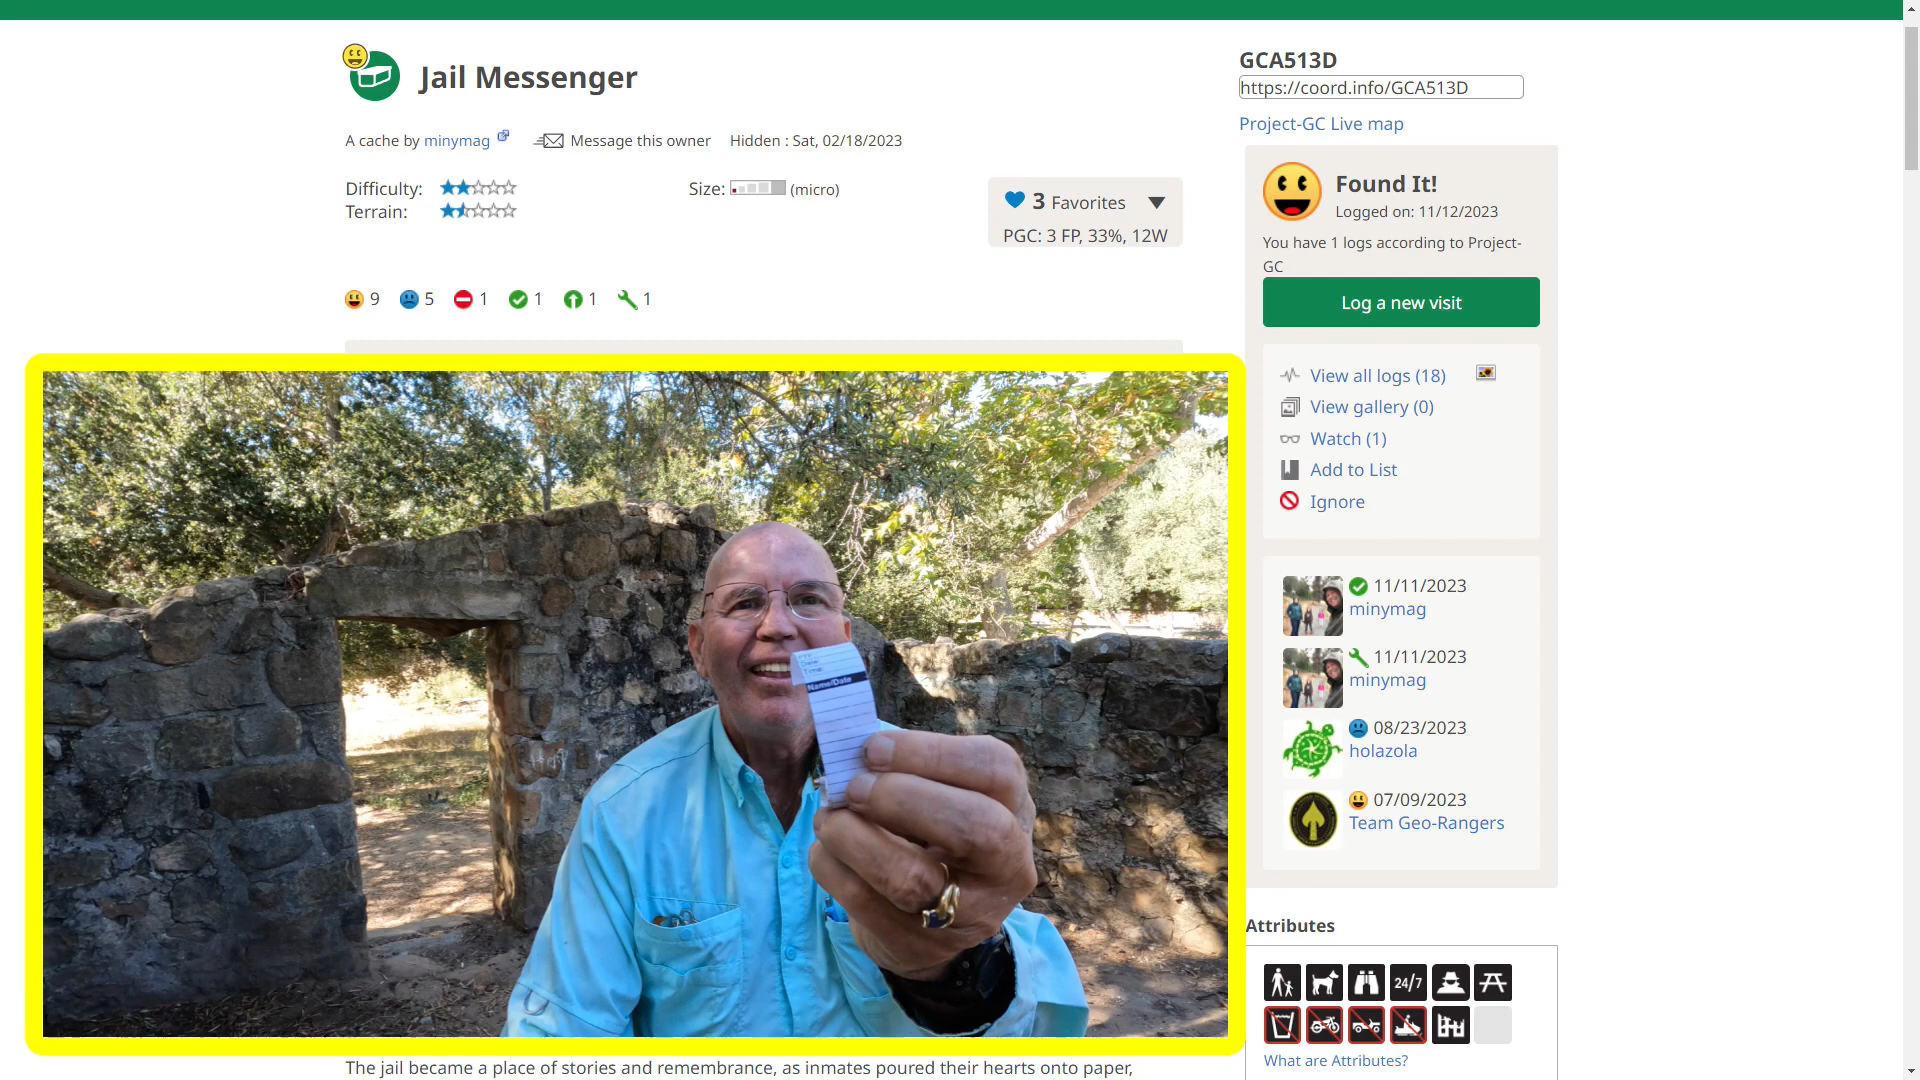 Jail Messenger
A cache by minymag
Message this owner
Hidden : Sat, 02/18/2023
Difficulty:
Terrain:
Size:
(micro)
3 Favorites
PGC: 3 FP, 33%, 12W
9
5
1
1
1
1
Name/Date
The jail became a place of stories and remembrance, as inmates poured their hearts onto paper,
GCA513D
https://coord.info/GCA513D
Project-GC Live map
Found It!
Logged on: 11/12/2023
You have 1 logs according to Project-
GC
Log a new visit
View all logs (18)
View gallery (0)
Watch (1)
Add to List
Ignore
11/11/2023
minymag
11/11/2023
minymag
08/23/2023
holazola
07/09/2023
Team Geo-Rangers
Attributes
24/7
What are Attributes?